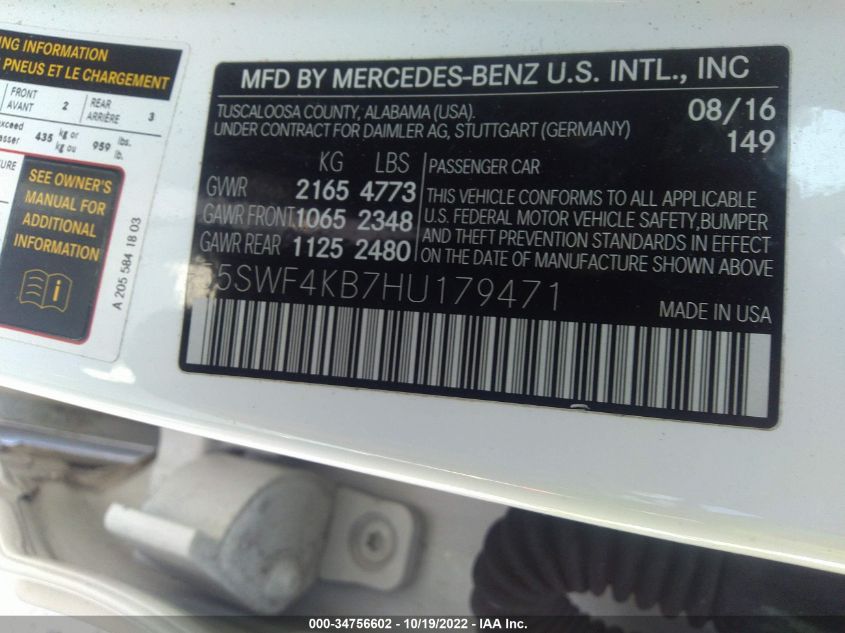 NG INFORMATION
PNEUS ET LE CHARGEMENT
FRONT
AVANT
2
REAR
ARRIÈRE
3
exceed
435 kg or
kg ou
959 lbs.
lb.
SEE OWNER'S
MANUAL FOR
ADDITIONAL
INFORMATION
A 205 584 18 03
MFD BY MERCEDES-BENZ U.S. INTL., INC
TUSCALOOSA COUNTY, ALABAMA (USA).
UNDER CONTRACT FOR DAIMLER AG, STUTTGART (GERMANY)
08/16
149
KG LBS
GVWR 2165 4773
GAWR FRONT 1065 2348
GAWR REAR 1125 2480
PASSENGER CAR
THIS VEHICLE CONFORMS TO ALL APPLICABLE
U.S. FEDERAL MOTOR VEHICLE SAFETY,BUMPER
AND THEFT PREVENTION STANDARDS IN EFFECT
ON THE DATE OF MANUFACTURE SHOWN ABOVE
5SWF4KB7HU179471
MADE IN USA
000-34756602 - 10/19/2022 - IAA Inc.